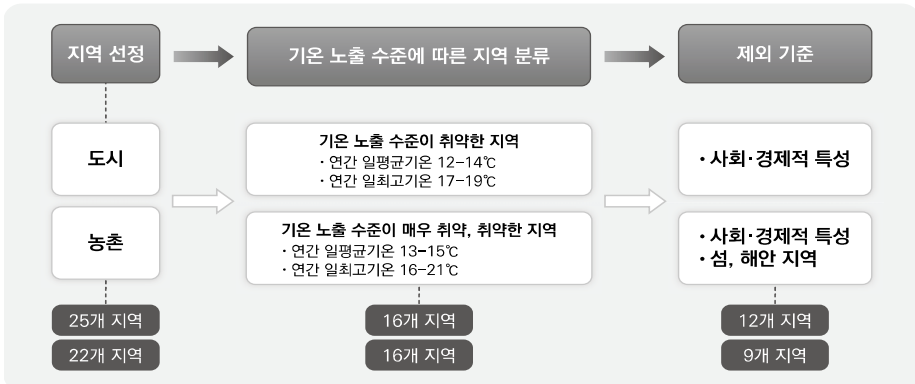 지역 선정
기온 노출 수준에 따른 지역 분류
제외 기준
도시
기온 노출 수준이 취약한 지역
· 연간 일평균기온 12-14℃
· 연간 일최고기온 17-19℃
· 사회·경제적 특성
농촌
기온 노출 수준이 매우 취약, 취약한 지역
· 연간 일평균기온 13-15℃
· 연간 일최고기온 16-21℃
· 사회·경제적 특성
· 섬, 해안 지역
25개 지역
16개 지역
12개 지역
22개 지역
16개 지역
9개 지역